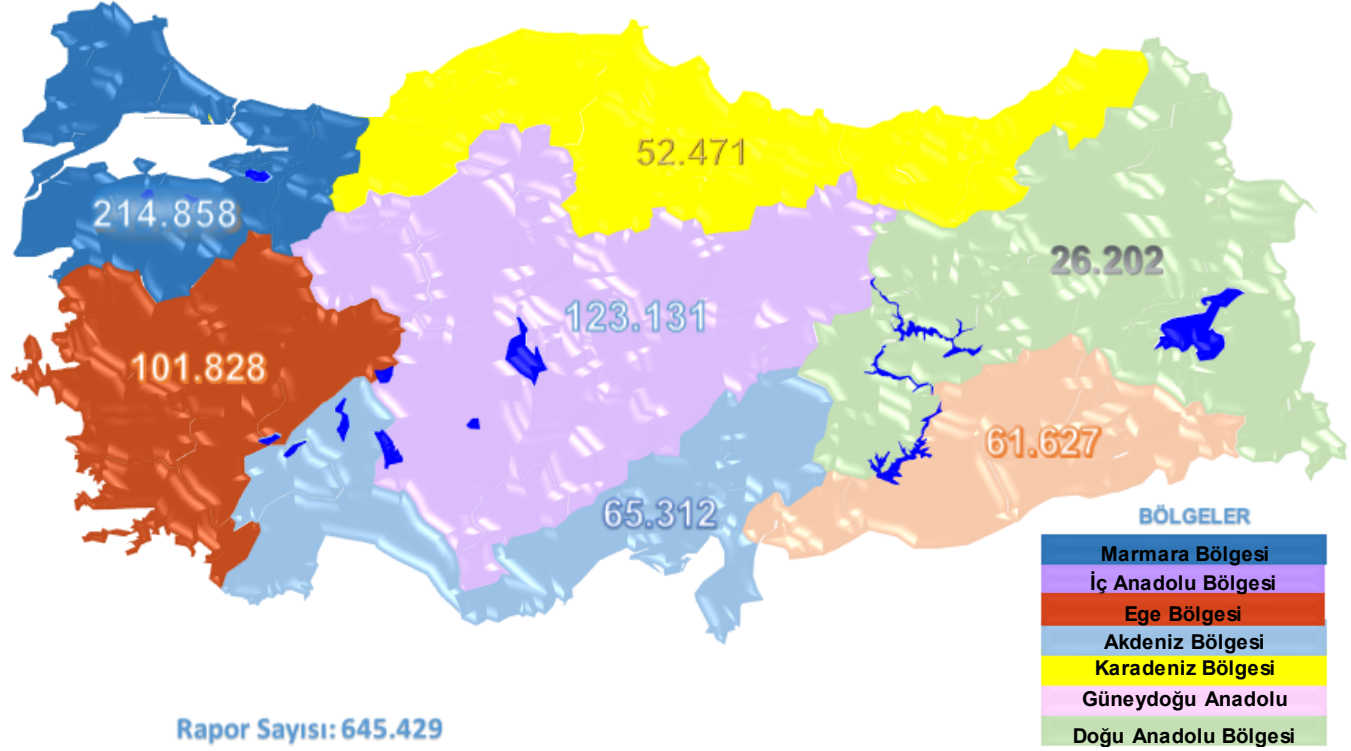 52.471
214.858
26.202
123.131
101.828
61.627
65.312
BÖLGELER
Marmara Bölgesi
İç Anadolu Bölgesi
Ege Bölgesi
Akdeniz Bölgesi
Karadeniz Bölgesi
Güneydoğu Anadolu
Doğu Anadolu Bölgesi
Rapor Sayısı: 645.429